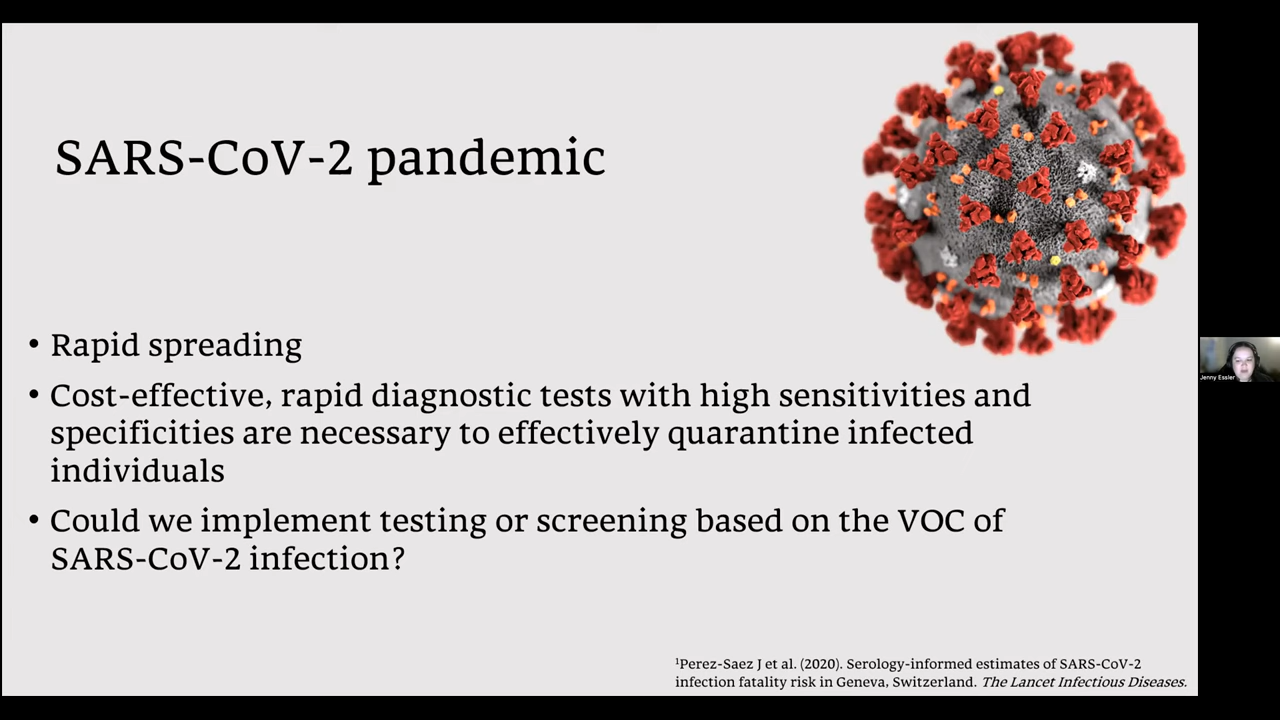 SARS-CoV-2 pandemic
• Rapid spreading
• Cost-effective, rapid diagnostic tests with high sensitivities and
specificities are necessary to effectively quarantine infected
individuals
• Could we implement testing or screening based on the VOC of
SARS-CoV-2 infection?
Jenny Essler
¹Perez-Saez J et al. (2020). Serology-informed estimates of SARS-CoV-2
infection fatality risk in Geneva, Switzerland. The Lancet Infectious Diseases.